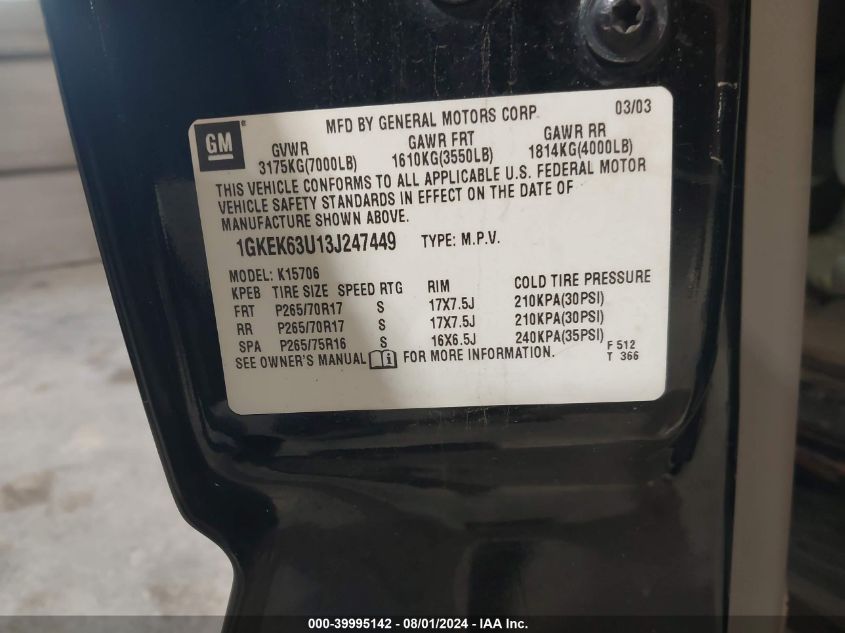 MFD BY GENERAL MOTORS CORP. 03/03
GM
GVWR GAWR FRT GAWR RR
3175KG(7000LB) 1610KG(3550LB) 1814KG(4000LB)
THIS VEHICLE CONFORMS TO ALL APPLICABLE U.S. FEDERAL MOTOR
VEHICLE SAFETY STANDARDS IN EFFECT ON THE DATE OF
MANUFACTURE SHOWN ABOVE.
1GKEK63U13J247449 TYPE: M.P.V.
MODEL: K15706
KPEB TIRE SIZE SPEED RTG RIM COLD TIRE PRESSURE
FRT P265/70R17 S 17X7.5J 210KPA(30PSI)
RR P265/70R17 S 17X7.5J 210KPA(30PSI)
SPA P265/75R16 S 16X6.5J 240KPA(35PSI)
SEE OWNER'S MANUAL FOR MORE INFORMATION.
F 512
T 366
000-39995142 - 08/01/2024 - IAA Inc.